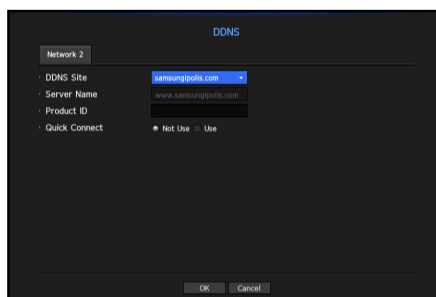 DDNS
Network 2
DDNS Site samsungipolis.com
Server Name www.samsungipolis.com
Product ID
Quick Connect Not Use Use
OK Cancel